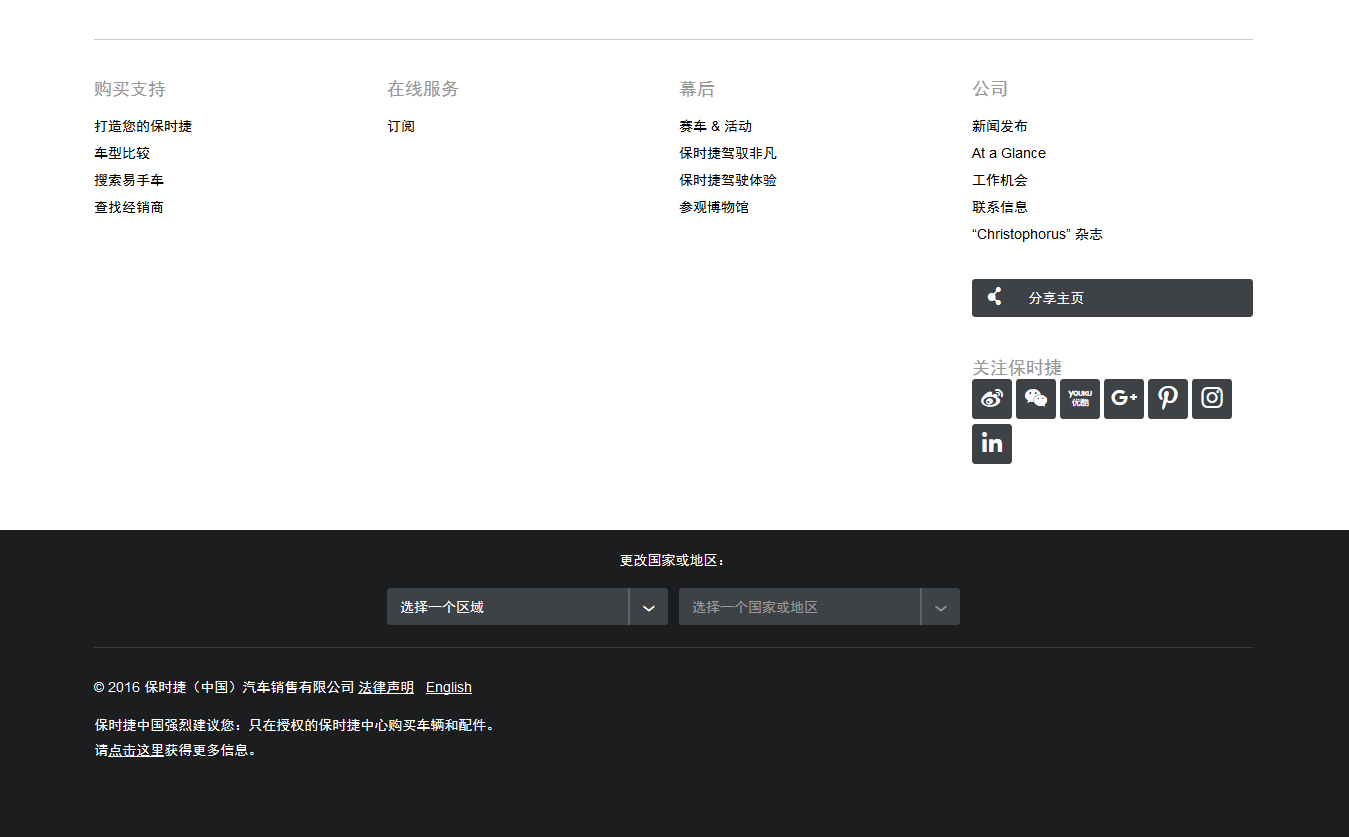 购买支持
打造您的保时捷
车型比较
搜索易手车
查找经销商
在线服务
订阅
幕后
赛车 & 活动
保时捷驾驭非凡
保时捷驾驶体验
参观博物馆
公司
新闻发布
At a Glance
工作机会
联系信息
“Christophorus” 杂志
分享主页
关注保时捷
YOUKU
优酷
G+
in
更改国家或地区：
选择一个区域
选择一个国家或地区
© 2016 保时捷（中国）汽车销售有限公司 法律声明 English
保时捷中国强烈建议您：只在授权的保时捷中心购买车辆和配件。
请点击这里获得更多信息。